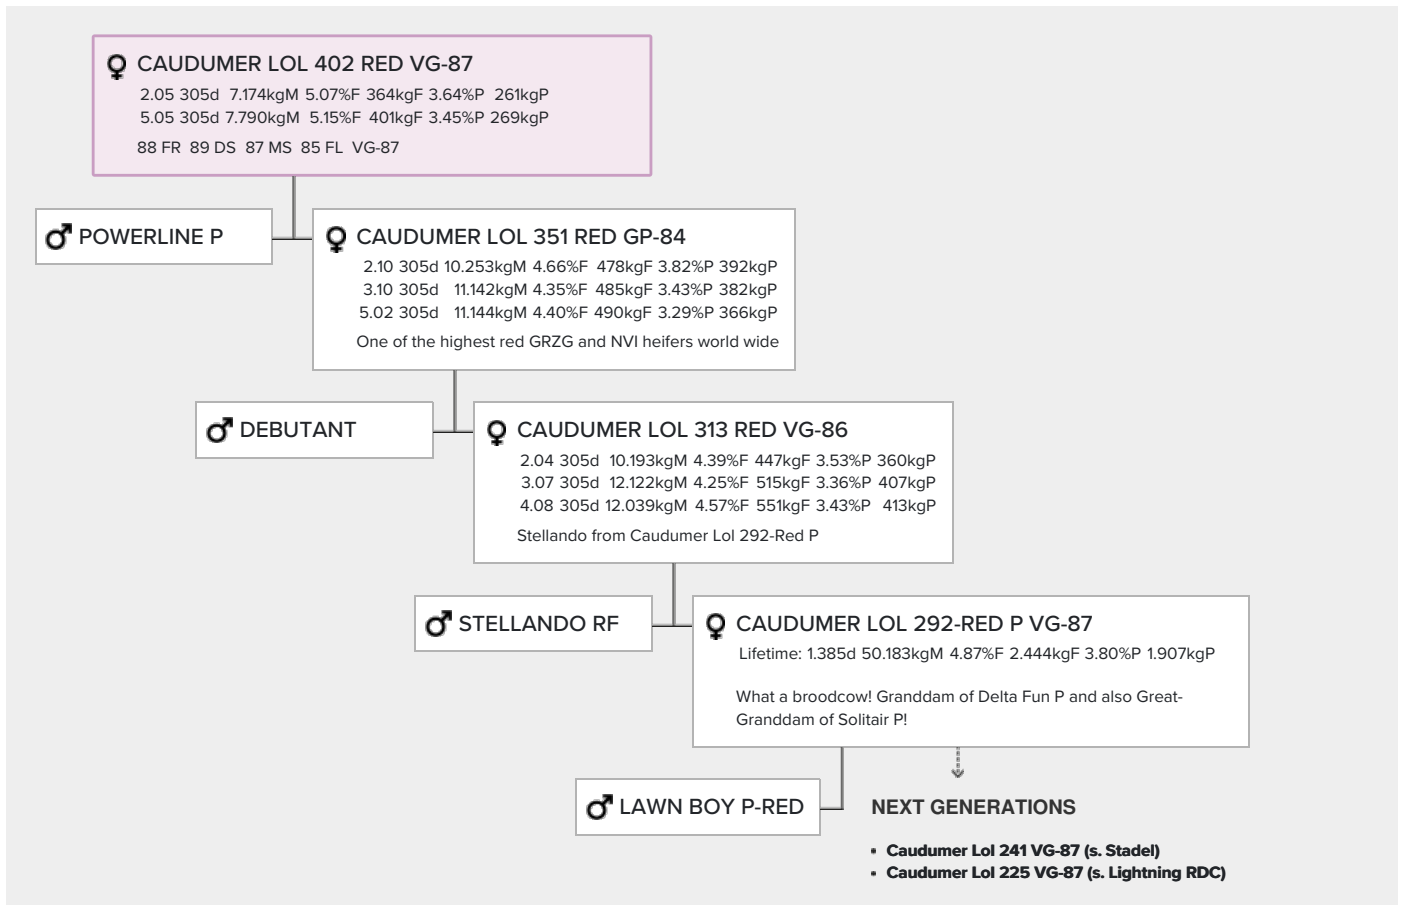 CAUDUMER LOL 402 RED VG-87
2.05 305d 7.174kgM 5.07%F 364kgF 3.64%P 261kgP
5.05 305d 7.790kgM 5.15%F 401kgF 3.45%P 269kgP
88 FR 89 DS 87 MS 85 FL VG-87
POWERLINE P
CAUDUMER LOL 351 RED GP-84
2.10 305d 10.253kgM 4.66%F 478kgF 3.82%P 392kgP
3.10 305d 11.142kgM 4.35%F 485kgF 3.43%P 382kgP
5.02 305d 11.144kgM 4.40%F 490kgF 3.29%P 366kgP
One of the highest red GRZG and NVI heifers world wide
DEBUTANT
CAUDUMER LOL 313 RED VG-86
2.04 305d 10.193kgM 4.39%F 447kgF 3.53%P 360kgP
3.07 305d 12.122kgM 4.25%F 515kgF 3.36%P 407kgP
4.08 305d 12.039kgM 4.57%F 551kgF 3.43%P 413kgP
Stellando from Caudumer Lol 292-Red P
STELLANDO RF
CAUDUMER LOL 292-RED P VG-87
Lifetime: 1.385d 50.183kgM 4.87%F 2.444kgF 3.80%P 1.907kgP
What a broodcow! Granddam of Delta Fun P and also Great-
Granddam of Solitair P!
LAWN BOY P-RED
NEXT GENERATIONS
• Caudumer Lol 241 VG-87 (s. Stadel)
• Caudumer Lol 225 VG-87 (s. Lightning RDC)